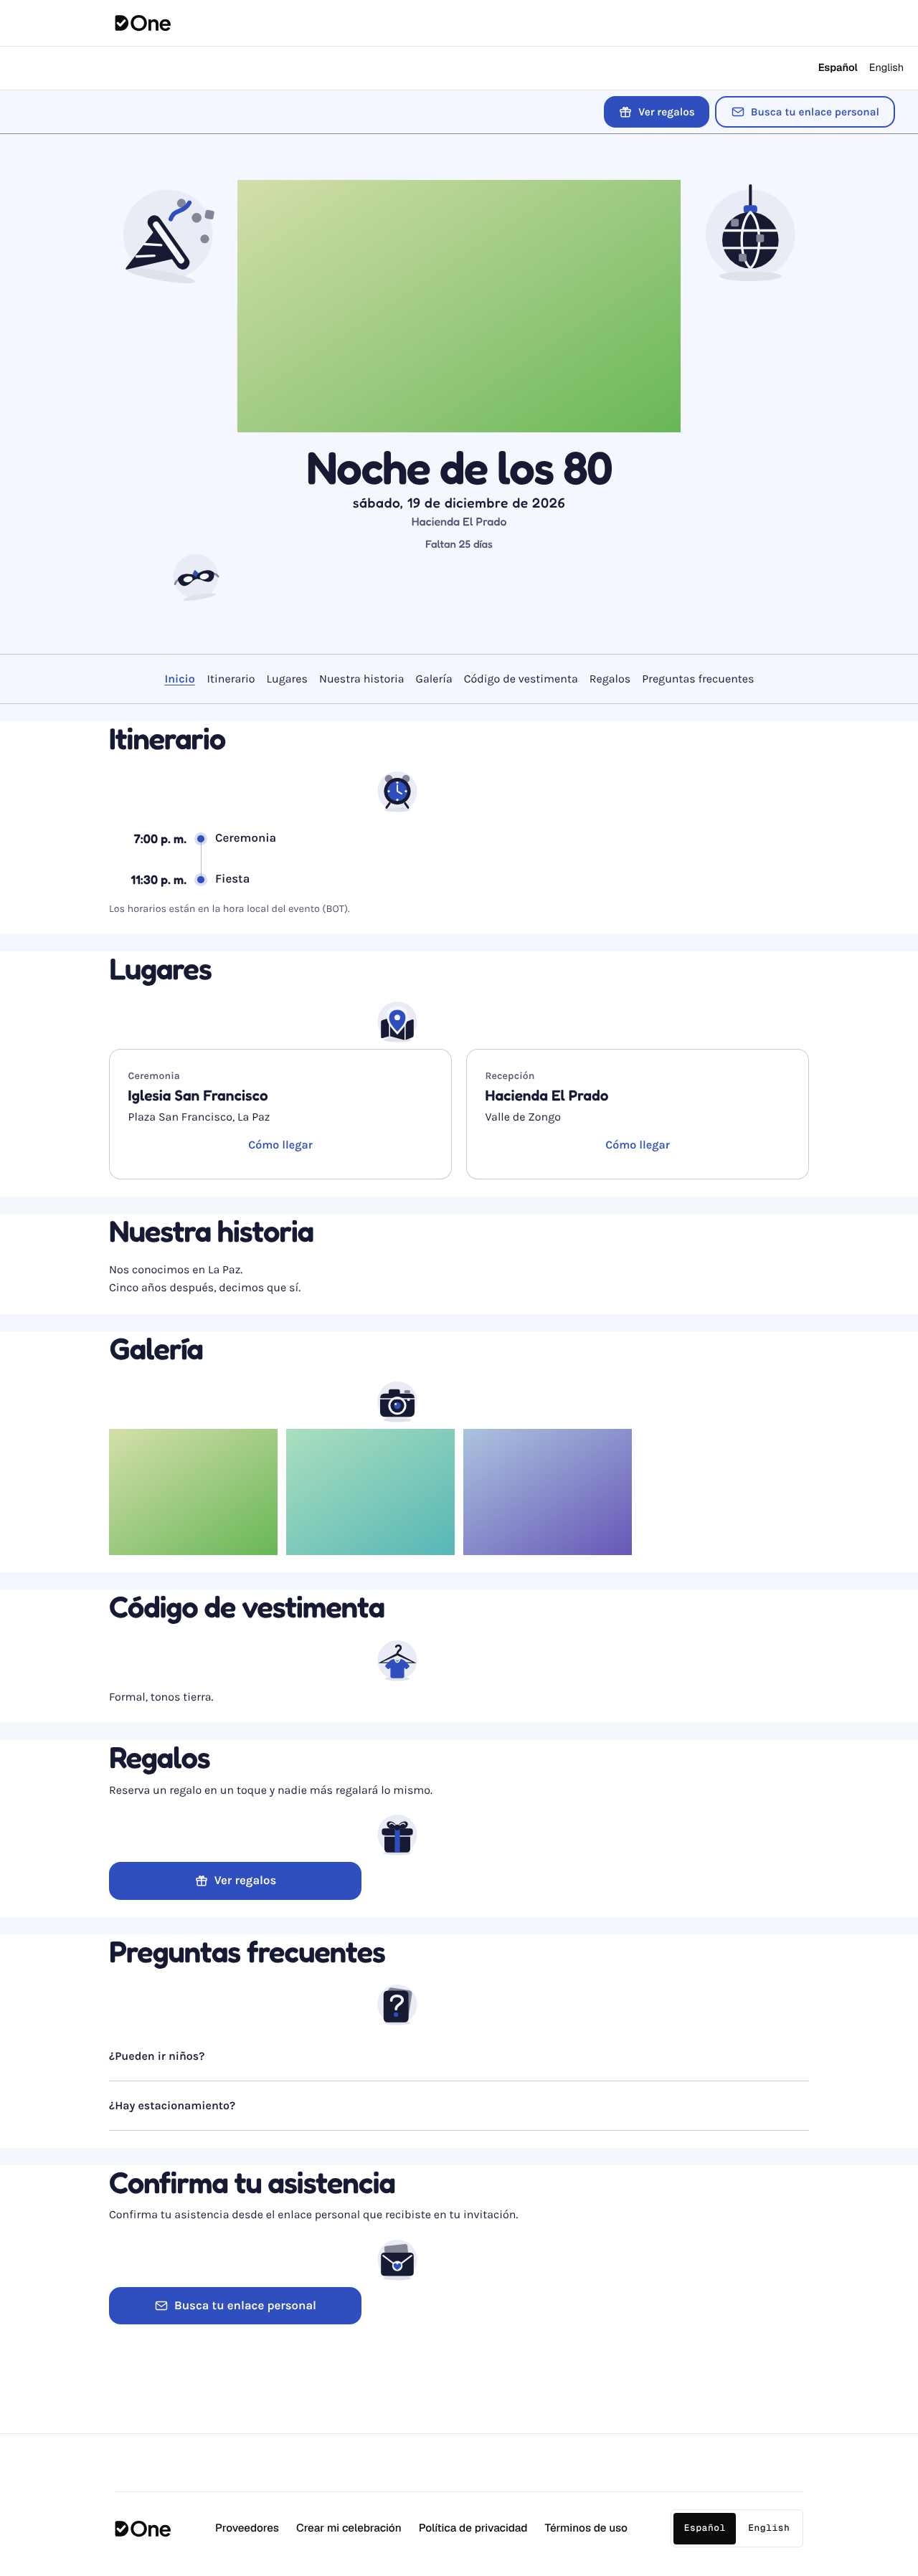 One
Español English
Ver regalos Busca tu enlace personal
Noche de los 80
sábado, 19 de diciembre de 2026
Hacienda El Prado
Faltan 25 días
Inicio Itinerario Lugares Nuestra historia Galería Código de vestimenta Regalos Preguntas frecuentes
Itinerario
7:00 p. m. Ceremonia
11:30 p. m. Fiesta
Los horarios están en la hora local del evento (BOT).
Lugares
Ceremonia
Iglesia San Francisco
Plaza San Francisco, La Paz
Cómo llegar
Recepción
Hacienda El Prado
Valle de Zongo
Cómo llegar
Nuestra historia
Nos conocimos en La Paz.
Cinco años después, decimos que sí.
Galería
Código de vestimenta
Formal, tonos tierra.
Regalos
Reserva un regalo en un toque y nadie más regalará lo mismo.
Ver regalos
Preguntas frecuentes
?
¿Pueden ir niños?
¿Hay estacionamiento?
Confirma tu asistencia
Confirma tu asistencia desde el enlace personal que recibiste en tu invitación.
Busca tu enlace personal
One Proveedores Crear mi celebración Política de privacidad Términos de uso Español English